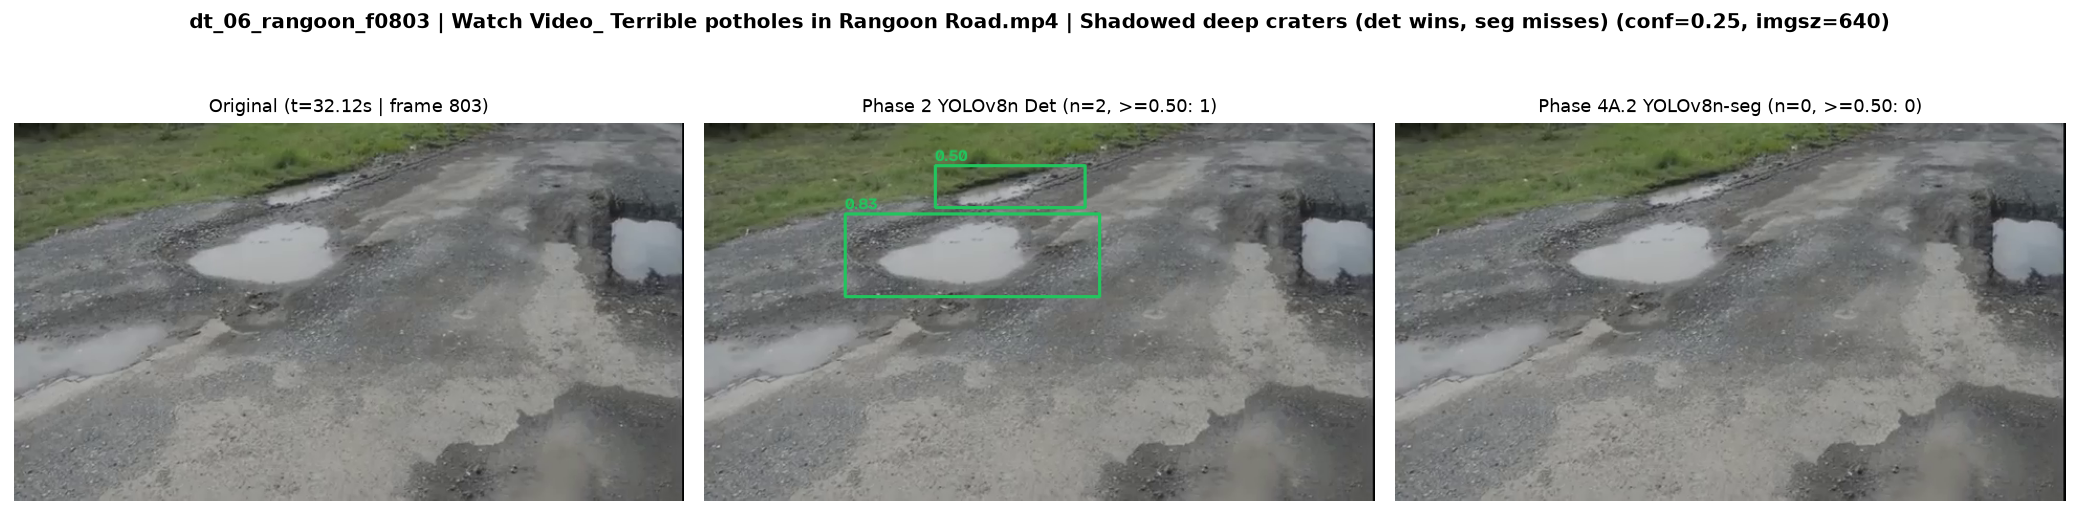 dt_06_rangoon_f0803 | Watch Video_ Terrible potholes in Rangoon Road.mp4 | Shadowed deep craters (det wins, seg misses) (conf=0.25, imgsz=640)
Original (t=32.12s | frame 803)
Phase 2 YOLOv8n Det (n=2, >=0.50: 1)
Phase 4A.2 YOLOv8n-seg (n=0, >=0.50: 0)
0.50
0.83